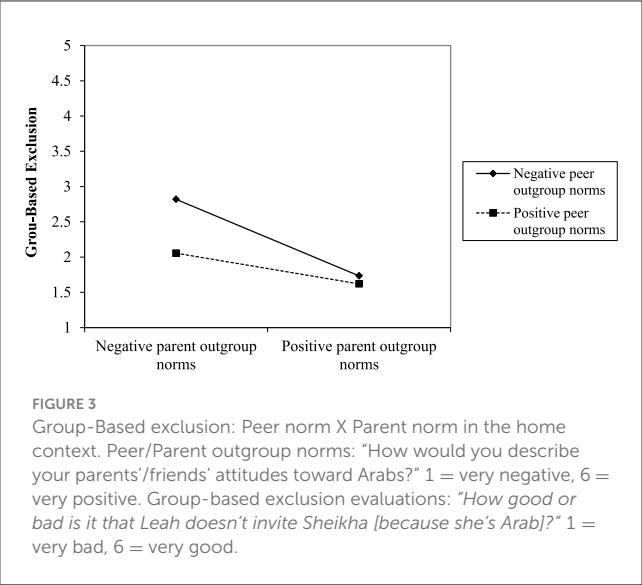 5
4.5
4
3.5
3
2.5
2
1.5
1
Grou-Based Exclusion
Negative parent outgroup
norms
Positive parent outgroup
norms
Negative peer
outgroup norms
Positive peer
outgroup norms
FIGURE 3
Group-Based exclusion: Peer norm X Parent norm in the home
context. Peer/Parent outgroup norms: “How would you describe
your parents’/friends’ attitudes toward Arabs?” 1 = very negative, 6 =
very positive. Group-based exclusion evaluations: “How good or
bad is it that Leah doesn’t invite Sheikha [because she’s Arab]?” 1 =
very bad, 6 = very good.